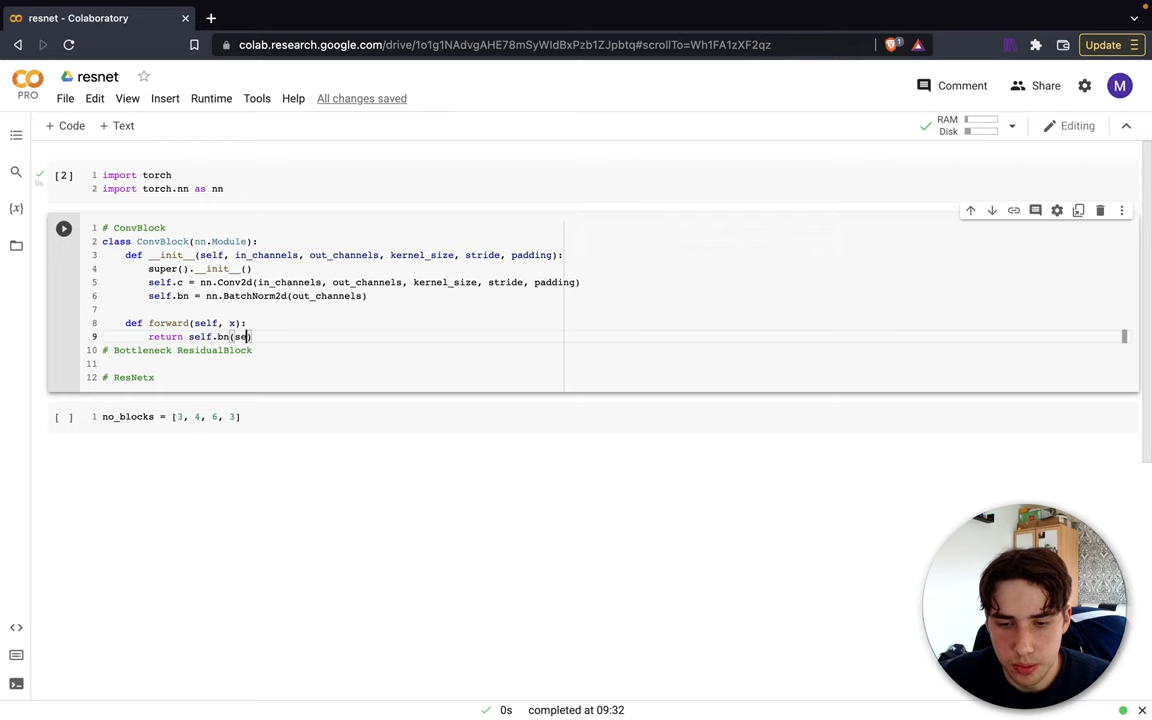 resnet - Colaboratory
colab.research.google.com/drive/1o1g1NAdvgAHE78mSyWIdBxPzb1ZJpbtq#scrollTo=Wh1FA1zXF2qz
1
Update
PRO
resnet
File Edit View Insert Runtime Tools Help All changes saved
Comment Share M
+ Code + Text
RAM
Disk
Editing
[2]
0s
1 import torch
2 import torch.nn as nn
1 # ConvBlock
2 class ConvBlock(nn.Module):
3 def __init__(self, in_channels, out_channels, kernel_size, stride, padding):
4 super().__init__()
5 self.c = nn.Conv2d(in_channels, out_channels, kernel_size, stride, padding)
6 self.bn = nn.BatchNorm2d(out_channels)
7
8 def forward(self, x):
9 return self.bn(se)
10 # Bottleneck ResidualBlock
11
12 # ResNetx
[ ] 1 no_blocks = [3, 4, 6, 3]
0s completed at 09:32